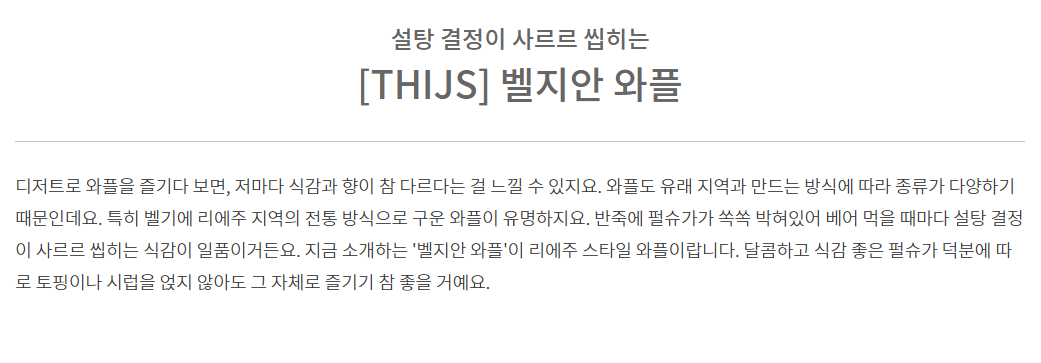 설탕 결정이 사르르 씹히는
[THIJS] 벨지안 와플
디저트로 와플을 즐기다 보면, 저마다 식감과 향이 참 다르다는 걸 느낄 수 있지요. 와플도 유래 지역과 만드는 방식에 따라 종류가 다양하기
때문인데요. 특히 벨기에 리에주 지역의 전통 방식으로 구운 와플이 유명하지요. 반죽에 펄슈가가 쏙쏙 박혀있어 베어 먹을 때마다 설탕 결정
이 사르르 씹히는 식감이 일품이거든요. 지금 소개하는 '벨지안 와플'이 리에주 스타일 와플이랍니다. 달콤하고 식감 좋은 펄슈가 덕분에 따
로 토핑이나 시럽을 얹지 않아도 그 자체로 즐기기 참 좋을 거예요.